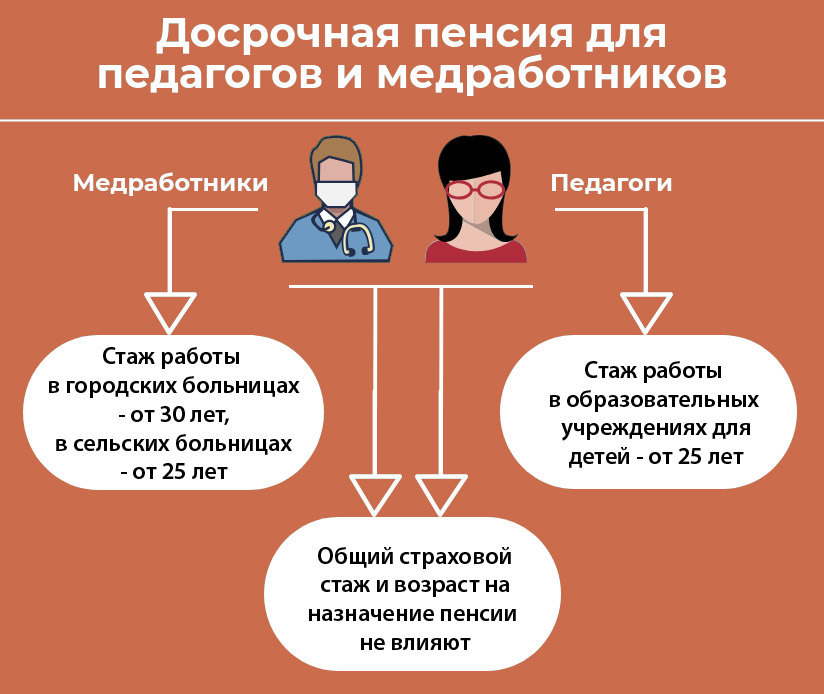 Досрочная пенсия для
педагогов и медработников
Медработники
Педагоги
Стаж работы
в городских больницах
- от 30 лет,
в сельских больницах
- от 25 лет
Стаж работы
в образовательных
учреждениях для
детей - от 25 лет
Общий страховой
стаж и возраст на
назначение пенсии
не влияют